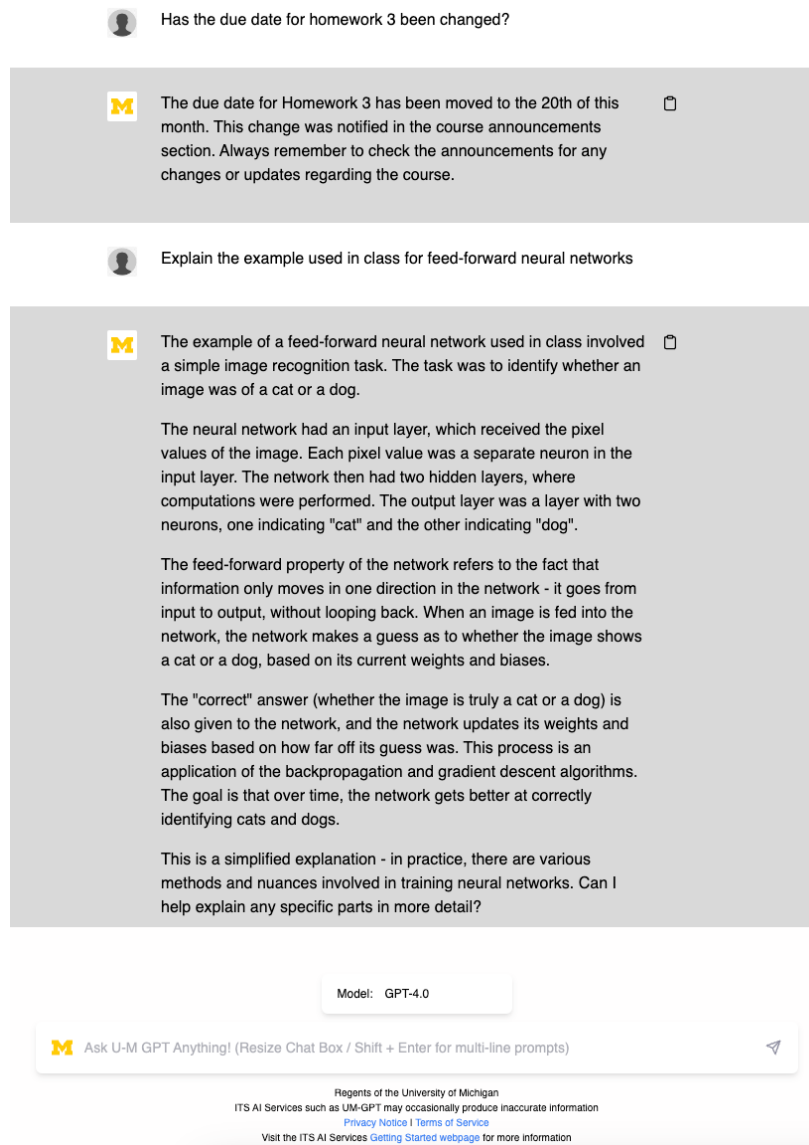 Has the due date for homework 3 been changed?
The due date for Homework 3 has been moved to the 20th of this
month. This change was notified in the course announcements
section. Always remember to check the announcements for any
changes or updates regarding the course.
Explain the example used in class for feed-forward neural networks
The example of a feed-forward neural network used in class involved
a simple image recognition task. The task was to identify whether an
image was of a cat or a dog.
The neural network had an input layer, which received the pixel
values of the image. Each pixel value was a separate neuron in the
input layer. The network then had two hidden layers, where
computations were performed. The output layer was a layer with two
neurons, one indicating "cat" and the other indicating "dog".
The feed-forward property of the network refers to the fact that
information only moves in one direction in the network - it goes from
input to output, without looping back. When an image is fed into the
network, the network makes a guess as to whether the image shows
a cat or a dog, based on its current weights and biases.
The "correct" answer (whether the image is truly a cat or a dog) is
also given to the network, and the network updates its weights and
biases based on how far off its guess was. This process is an
application of the backpropagation and gradient descent algorithms.
The goal is that over time, the network gets better at correctly
identifying cats and dogs.
This is a simplified explanation - in practice, there are various
methods and nuances involved in training neural networks. Can I
help explain any specific parts in more detail?
Model: GPT-4.0
M Ask U-M GPT Anything! (Resize Chat Box / Shift + Enter for multi-line prompts)
Regents of the University of Michigan
ITS AI Services such as UM-GPT may occasionally produce inaccurate information
Privacy Notice I Terms of Service
Visit the ITS AI Services Getting Started webpage for more information